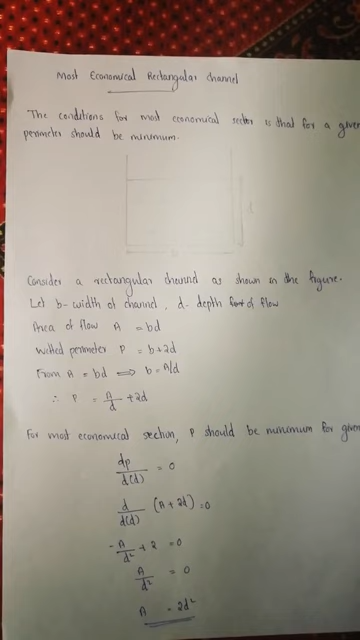 Most Economical Rectangular channel
The conditions for most economical section is that for a given
perimeter should be minimum.
Consider a rectangular channel as shown in the figure.
Let b - width of channel, d - depth of flow
Area of flow A = bd
Wetted perimeter P = b+2d
From A = bd ⟹ b = A/d
∴ P = A/d + 2d
For most economical section, P should be minimum for given
dp/d(d) = 0
d/d(d) (A + 2d) = 0
-A/d² + 2 = 0
A/d² = 0
A = 2d²